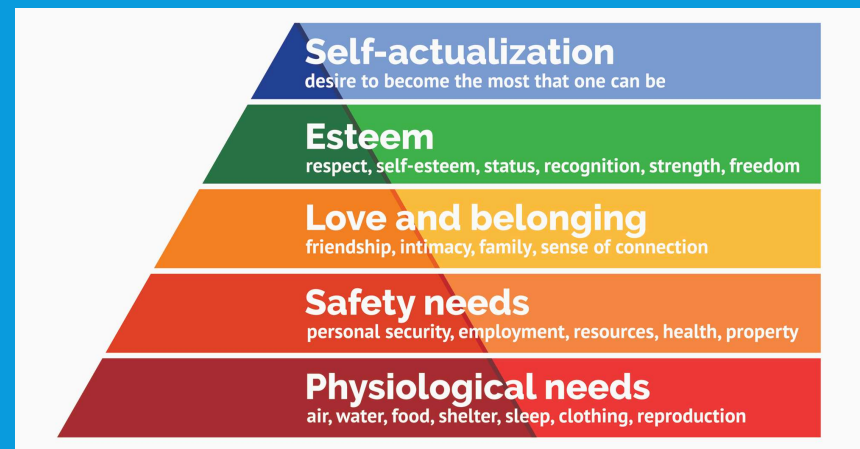 Self-actualization
desire to become the most that one can be
Esteem
respect, self-esteem, status, recognition, strength, freedom
Love and belonging
friendship, intimacy, family, sense of connection
Safety needs
personal security, employment, resources, health, property
Physiological needs
air, water, food, shelter, sleep, clothing, reproduction